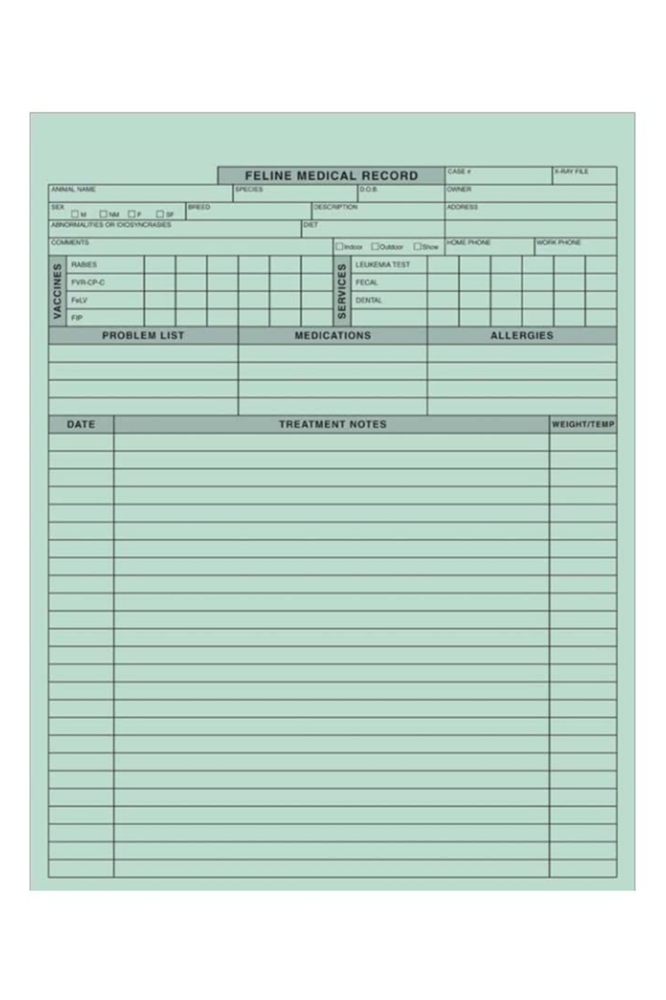 FELINE MEDICAL RECORD CASE # X-RAY FILE
ANIMAL NAME SPECIES D.O.B. OWNER
SEX M NM F SF BREED DESCRIPTION ADDRESS
ABNORMALITIES OR IDIOSYNCRASIES DIET
COMMENTS Indoor Outdoor Show HOME PHONE WORK PHONE
VACCINES
RABIES
FVR-CP-C
FeLV
FIP
SERVICES
LEUKEMIA TEST
FECAL
DENTAL
PROBLEM LIST MEDICATIONS ALLERGIES
DATE TREATMENT NOTES WEIGHT/TEMP